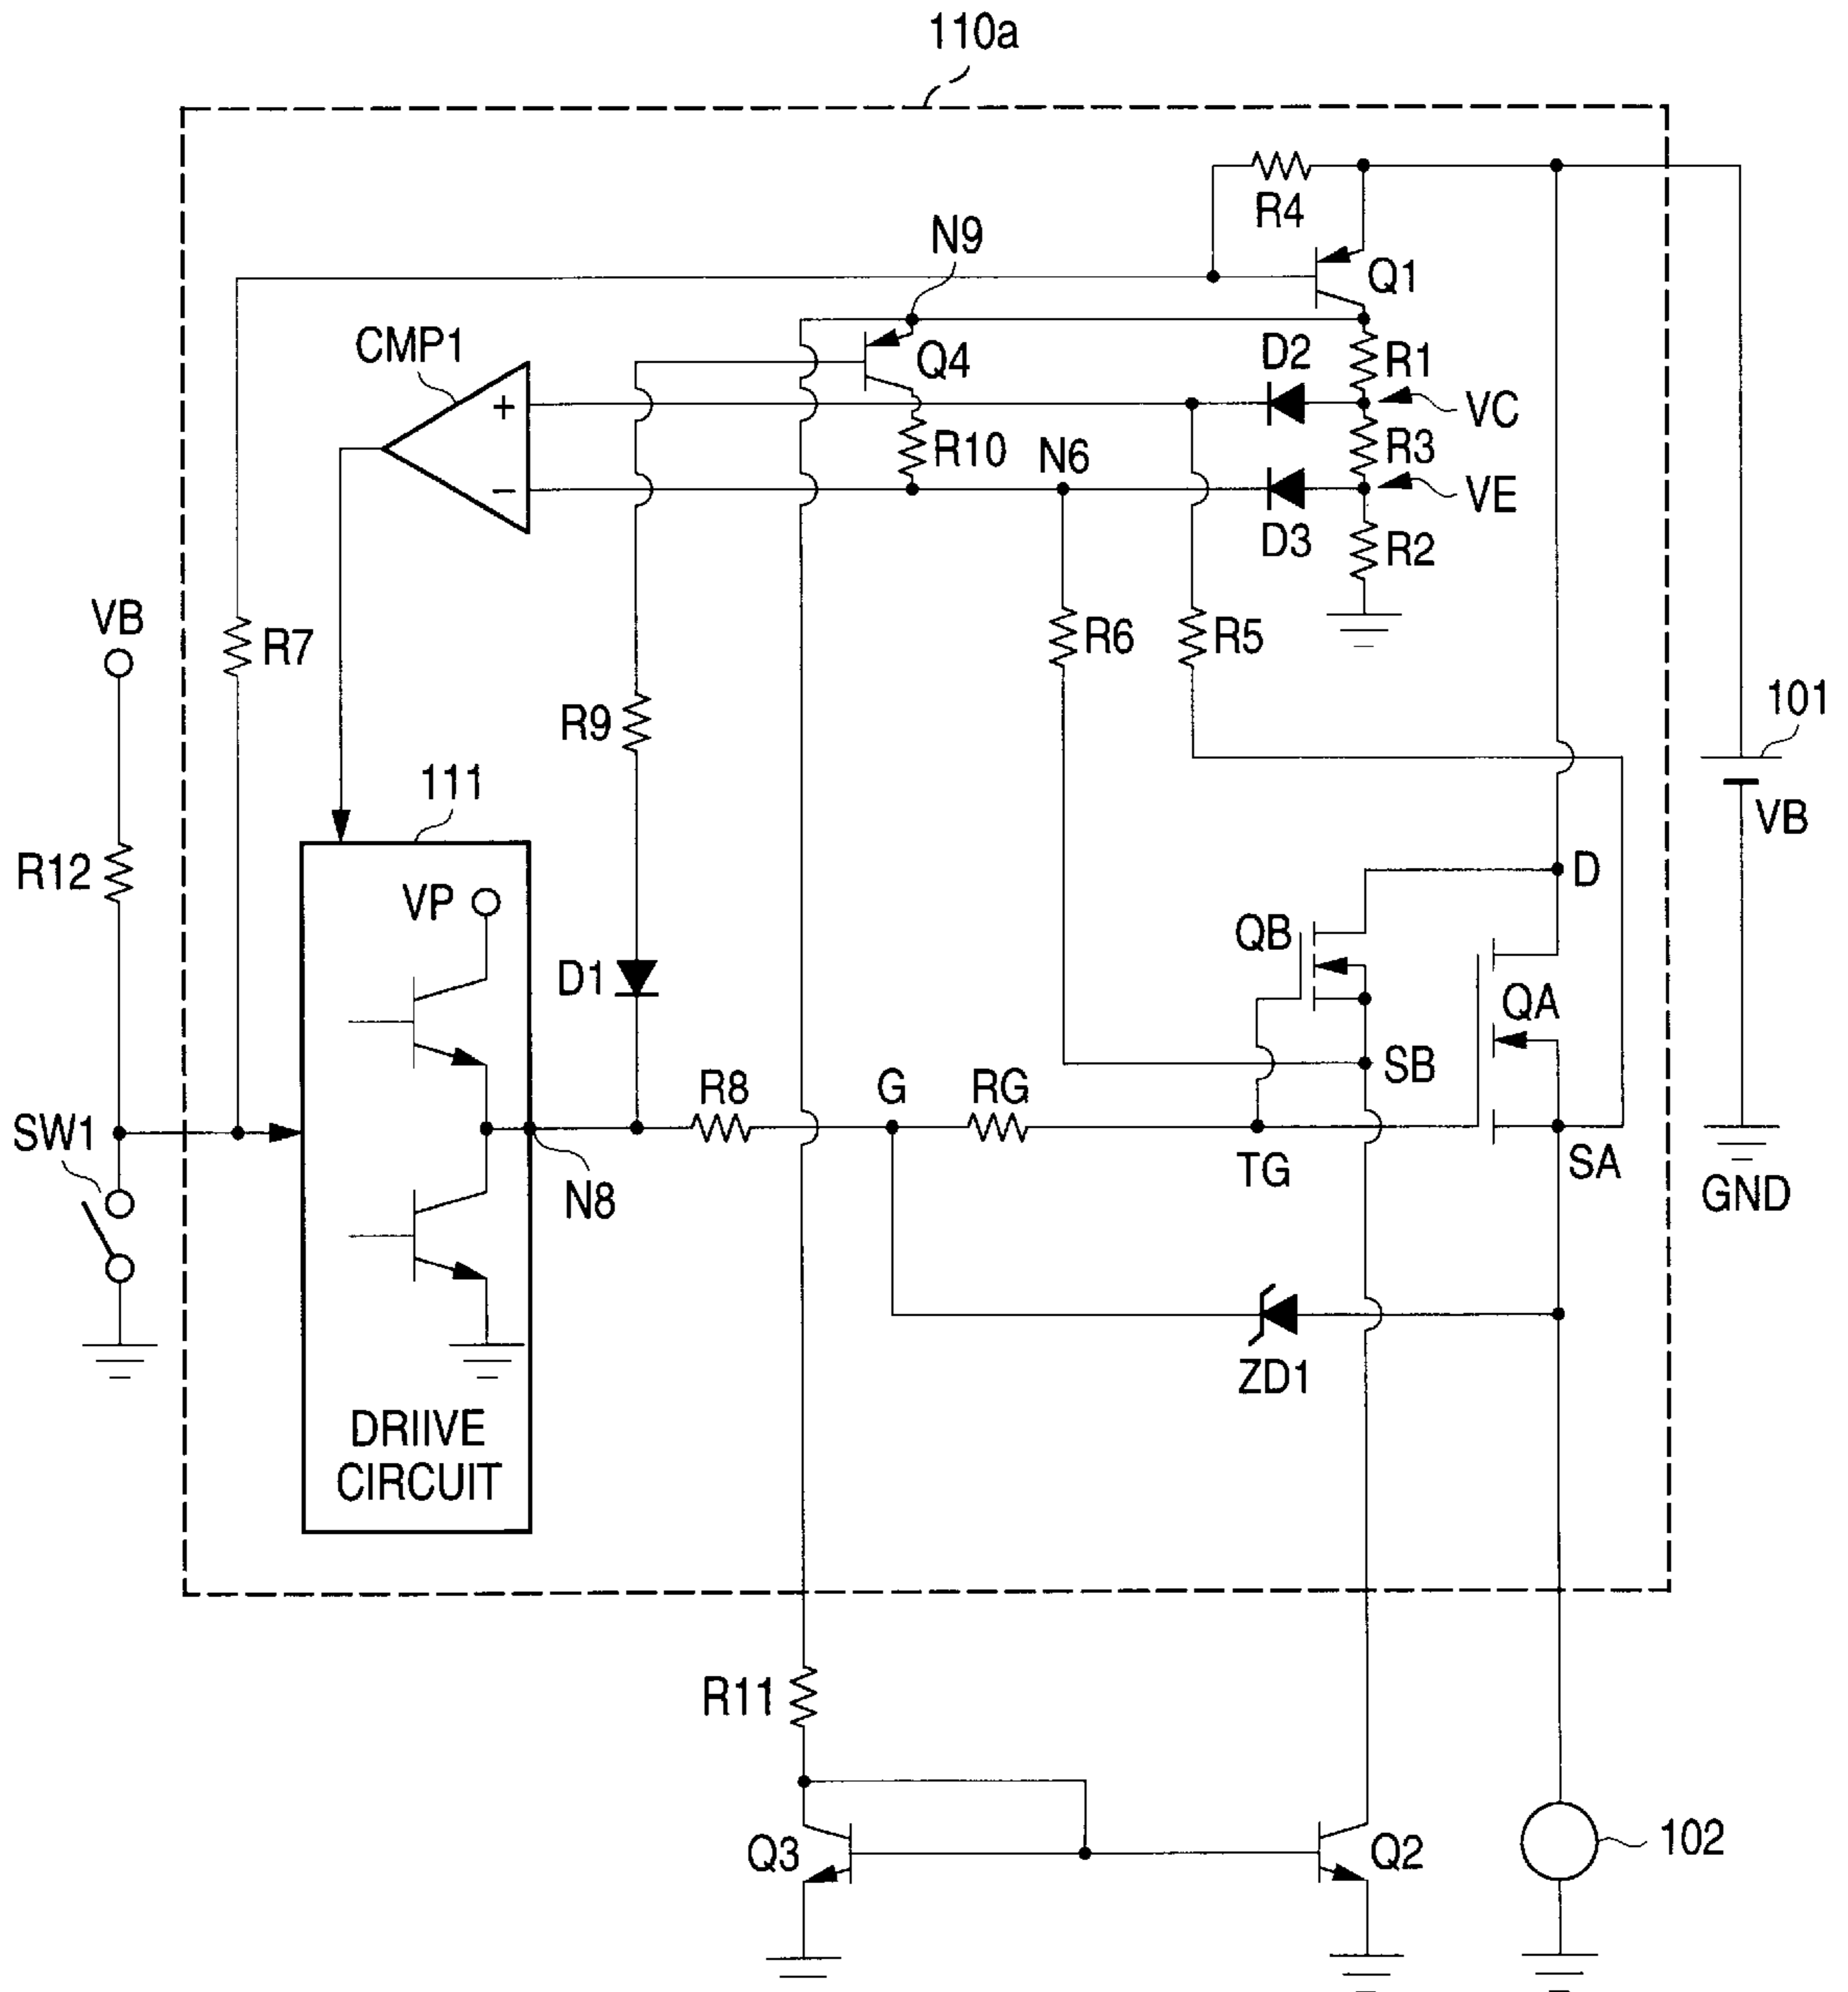 110a
R4
N9
Q1
CMP1
Q4
D2
R1
+
VC
R10
N6
R3
−
VE
D3
R2
VB
R7
R6
R5
101
R9
111
VB
R12
VP
D
QB
D1
QA
SB
R8
G
RG
SW1
TG
SA
N8
GND
ZD1
DRIIVE
CIRCUIT
R11
Q3
Q2
102